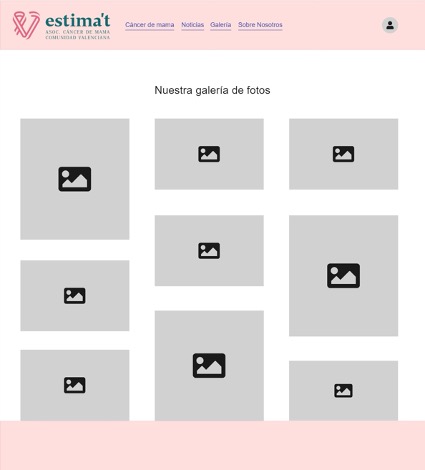 estima't
ASOC. CÁNCER DE MAMA
COMUNIDAD VALENCIANA
Cáncer de mama Noticias Galería Sobre Nosotros
Nuestra galería de fotos